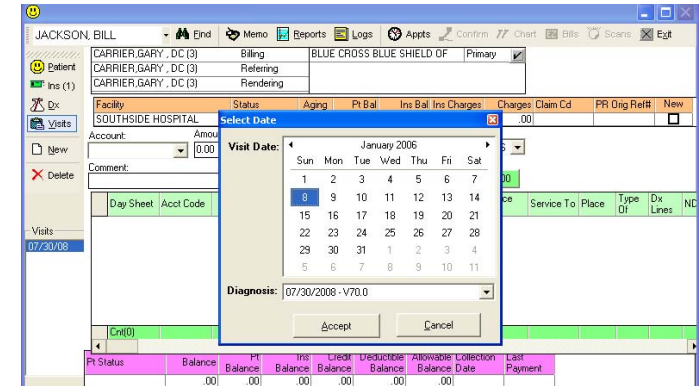 JACKSON, BILL Find Memo Reports Logs Appts Confirm Chart Bills Scans Exit
Patient
Ins (1)
Dx
Visits
New
Delete
Visits
07/30/08
CARRIER,GARY , DC (3) Billing BLUE CROSS BLUE SHIELD OF Primary
CARRIER,GARY , DC (3) Referring
CARRIER,GARY , DC (3) Rendering
Facility Status Aging Pt Bal Ins Bal Ins Charges Charges Claim Cd PR Orig Ref# New
SOUTHSIDE HOSPITAL .00
Account: Amou
0.00
Comment:
Day Sheet Acct Code ce Service To Place Type Of Dx Lines ND
Select Date
Visit Date: January 2006
Sun Mon Tue Wed Thu Fri Sat
1 2 3 4 5 6 7
8 9 10 11 12 13 14
15 16 17 18 19 20 21
22 23 24 25 26 27 28
29 30 31 1 2 3 4
5 6 7 8 9 10 11
Diagnosis: 07/30/2008 - V70.0
Accept Cancel
Cnt(0)
Pt Status Balance Pt Balance Ins Balance Credit Balance Deductible Balance Allowable Balance Collection Date Last Payment
.00 .00 .00 .00 .00 .00